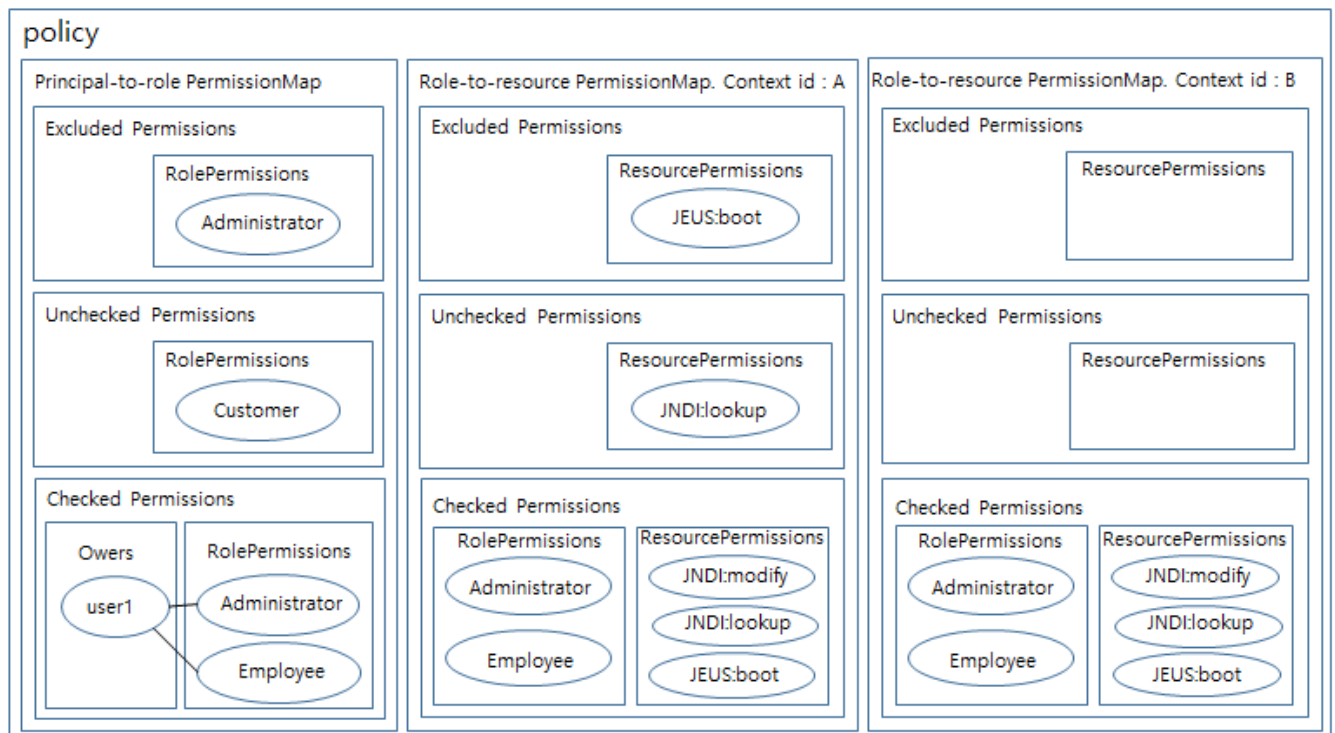 policy
Principal-to-role PermissionMap
Excluded Permissions
RolePermissions
Administrator
Unchecked Permissions
RolePermissions
Customer
Checked Permissions
Owers
user1
RolePermissions
Administrator
Employee
Role-to-resource PermissionMap. Context id : A
Excluded Permissions
ResourcePermissions
JEUS:boot
Unchecked Permissions
ResourcePermissions
JNDI:lookup
Checked Permissions
RolePermissions
Administrator
Employee
ResourcePermissions
JNDI:modify
JNDI:lookup
JEUS:boot
Role-to-resource PermissionMap. Context id : B
Excluded Permissions
ResourcePermissions
Unchecked Permissions
ResourcePermissions
Checked Permissions
RolePermissions
Administrator
Employee
ResourcePermissions
JNDI:modify
JNDI:lookup
JEUS:boot